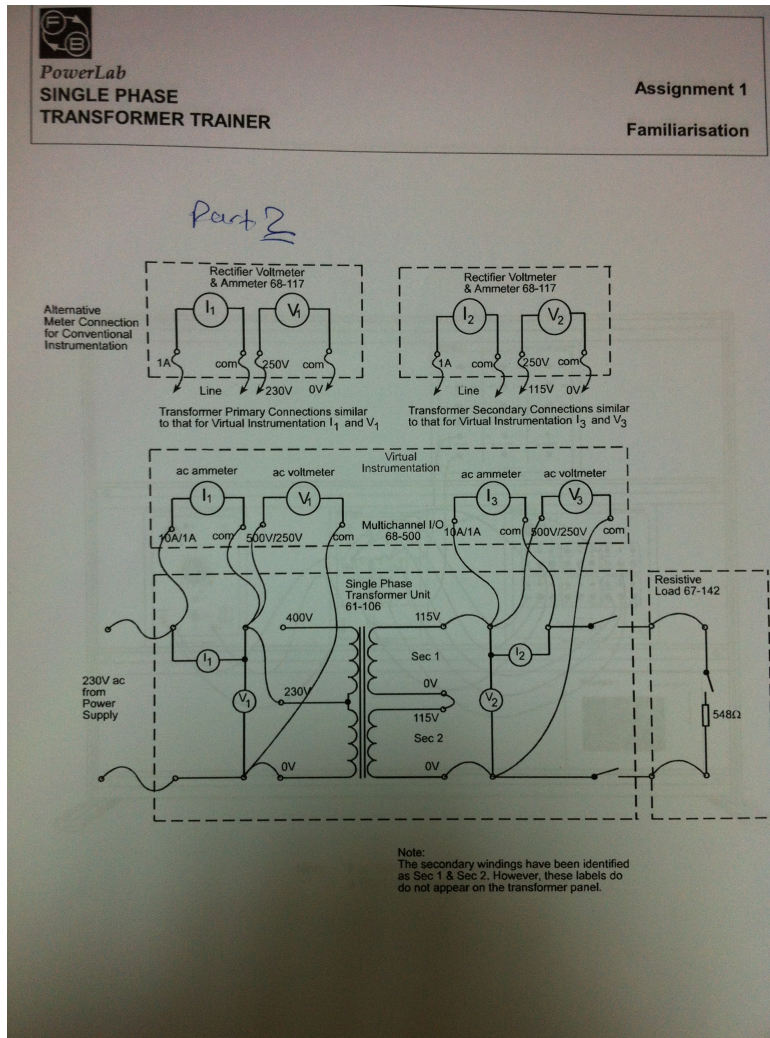 F
B
PowerLab
SINGLE PHASE
TRANSFORMER TRAINER
Assignment 1
Familiarisation
Part 2
Alternative
Meter Connection
for Conventional
Instrumentation
Rectifier Voltmeter
& Ammeter 68-117
I1 V1
1A com 250V com
Line 230V 0V
Transformer Primary Connections similar
to that for Virtual Instrumentation I1 and V1
Rectifier Voltmeter
& Ammeter 68-117
I2 V2
1A com 250V com
Line 115V 0V
Transformer Secondary Connections similar
to that for Virtual Instrumentation I3 and V3
Virtual
Instrumentation
ac ammeter ac voltmeter ac ammeter ac voltmeter
I1 V1 I3 V3
10A/1A com 500V/250V com
Multichannel I/O
68-500
10A/1A com 500V/250V com
Single Phase
Transformer Unit
61-106
Resistive
Load 67-142
400V 115V
I1 Sec 1 I2
230V ac
from
Power
Supply
V1 230V 0V V2
115V
548Ω
Sec 2
0V 0V
Note:
The secondary windings have been identified
as Sec 1 & Sec 2. However, these labels do
do not appear on the transformer panel.